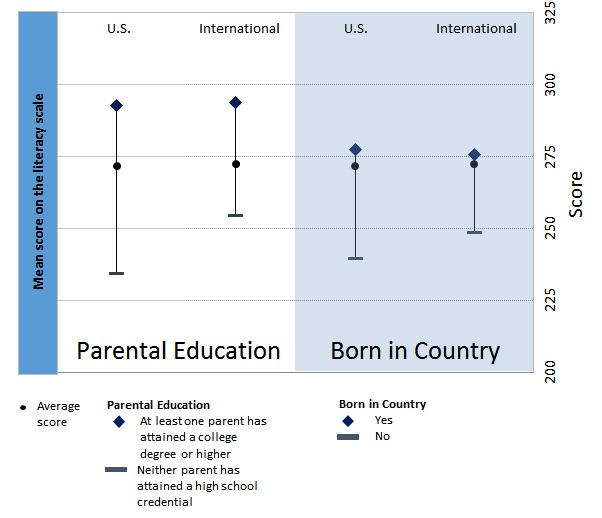 325
U.S.
International
U.S.
International
300
275
250
225
200
Mean score on the literacy scale
Score
Parental Education
Born in Country
Average
score
Parental Education
At least one parent has
attained a college
degree or higher
Neither parent has
attained a high school
credential
Born in Country
Yes
No